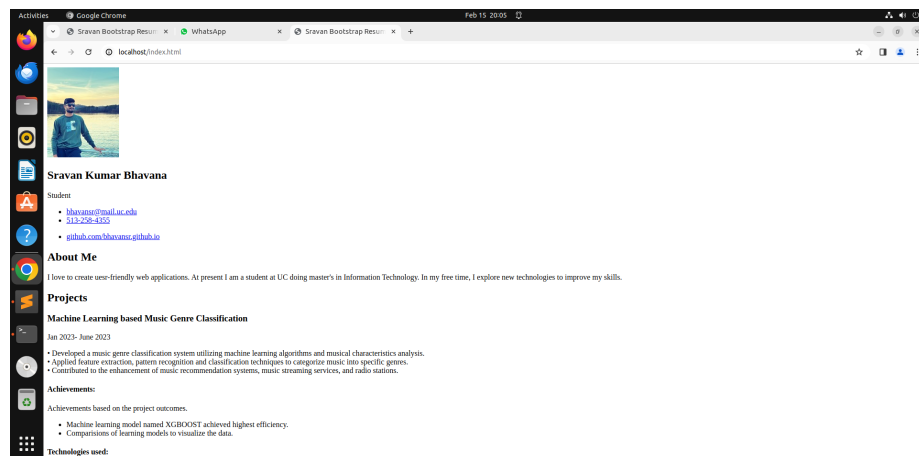 Activities
Google Chrome
Feb 15 20:05
Sravan Bootstrap Resum
WhatsApp
Sravan Bootstrap Resum
localhost/index.html
Sravan Kumar Bhavana
Student
• bhavansr@mail.uc.edu
• 513-258-4355
• github.com/bhavansr.github.io
About Me
I love to create uesr-friendly web applications. At present I am a student at UC doing master's in Information Technology. In my free time, I explore new technologies to improve my skills.
Projects
Machine Learning based Music Genre Classification
Jan 2023- June 2023
• Developed a music genre classification system utilizing machine learning algorithms and musical characteristics analysis.
• Applied feature extraction, pattern recognition and classification techniques to categorize music into specific genres.
• Contributed to the enhancement of music recommendation systems, music streaming services, and radio stations.
Achievements:
Achievements based on the project outcomes.
• Machine learning model named XGBOOST achieved highest efficiency.
• Comparisions of learning models to visualize the data.
Technologies used: